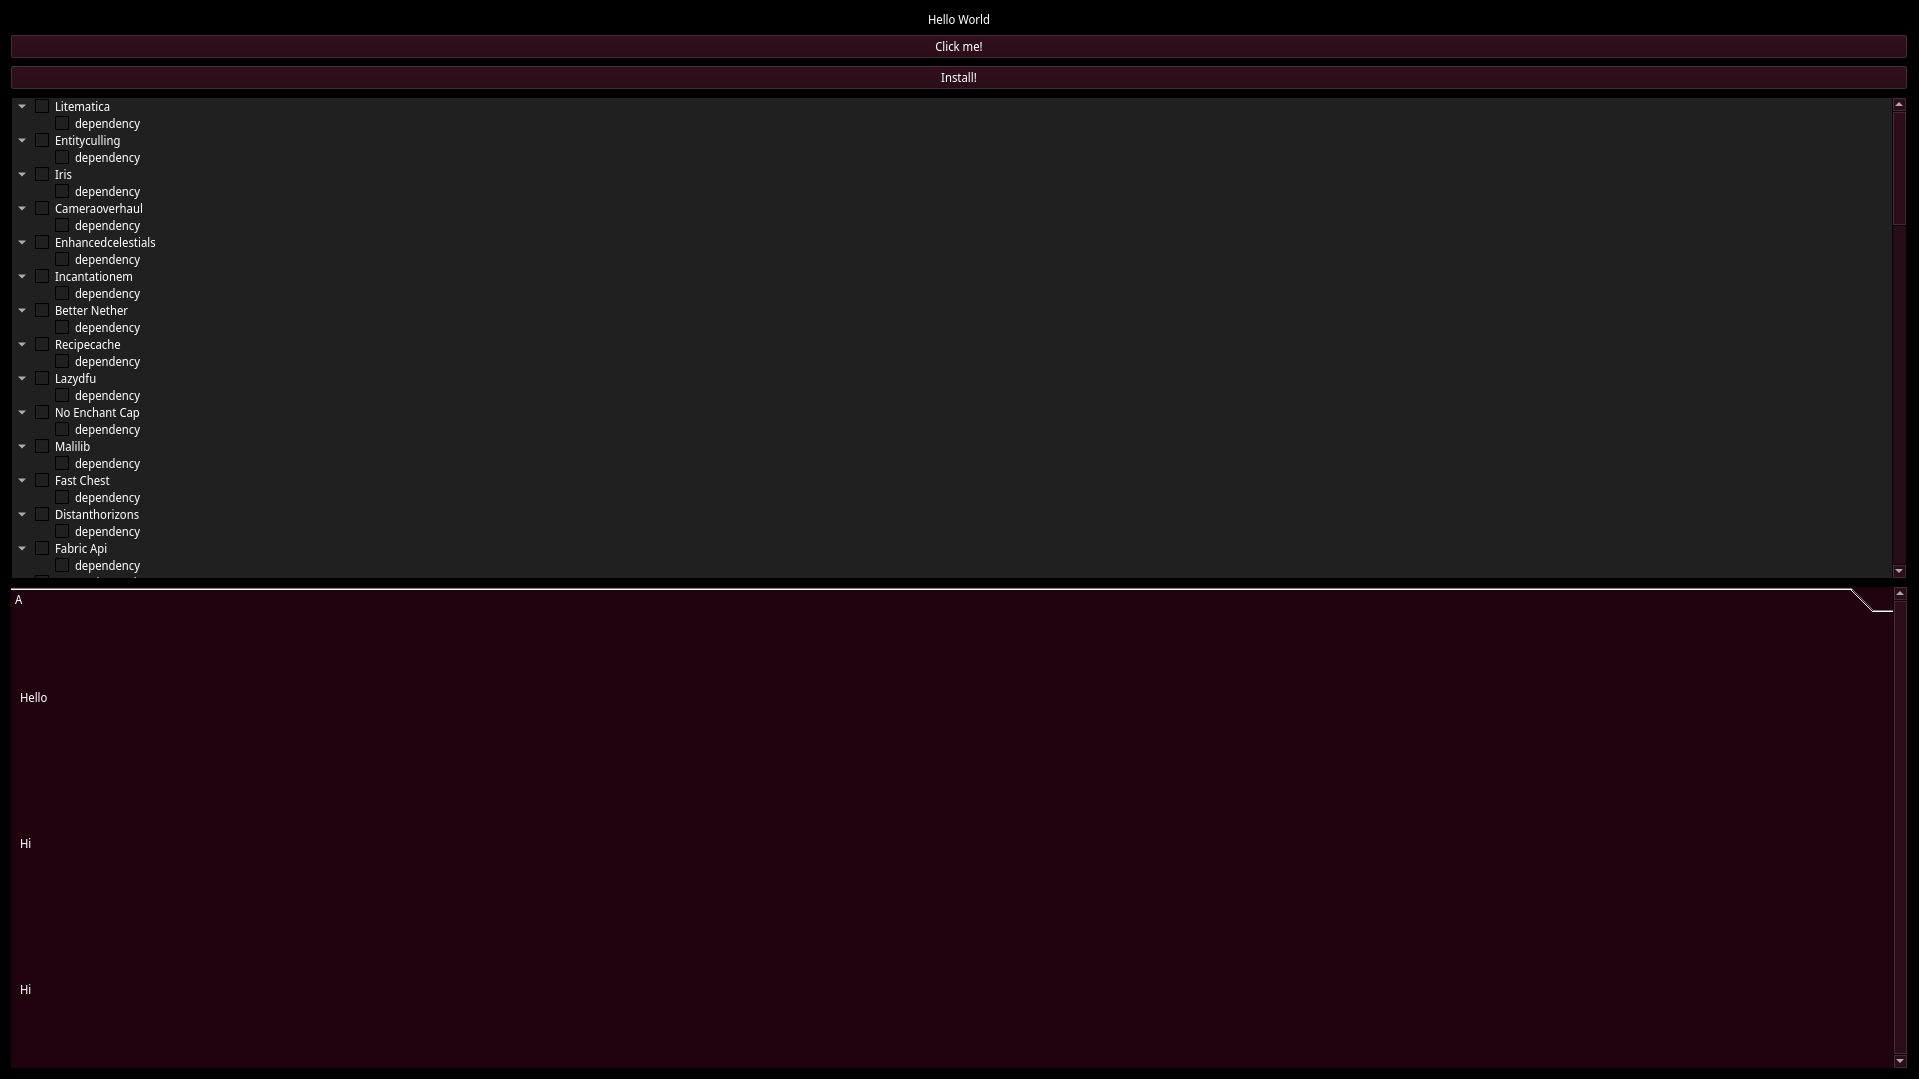 Hello World
Click me!
Install!
Litematica
dependency
Entityculling
dependency
Iris
dependency
Cameraoverhaul
dependency
Enhancedcelestials
dependency
Incantationem
dependency
Better Nether
dependency
Recipecache
dependency
Lazydfu
dependency
No Enchant Cap
dependency
Malilib
dependency
Fast Chest
dependency
Distanthorizons
dependency
Fabric Api
dependency
A
Hello
Hi
Hi